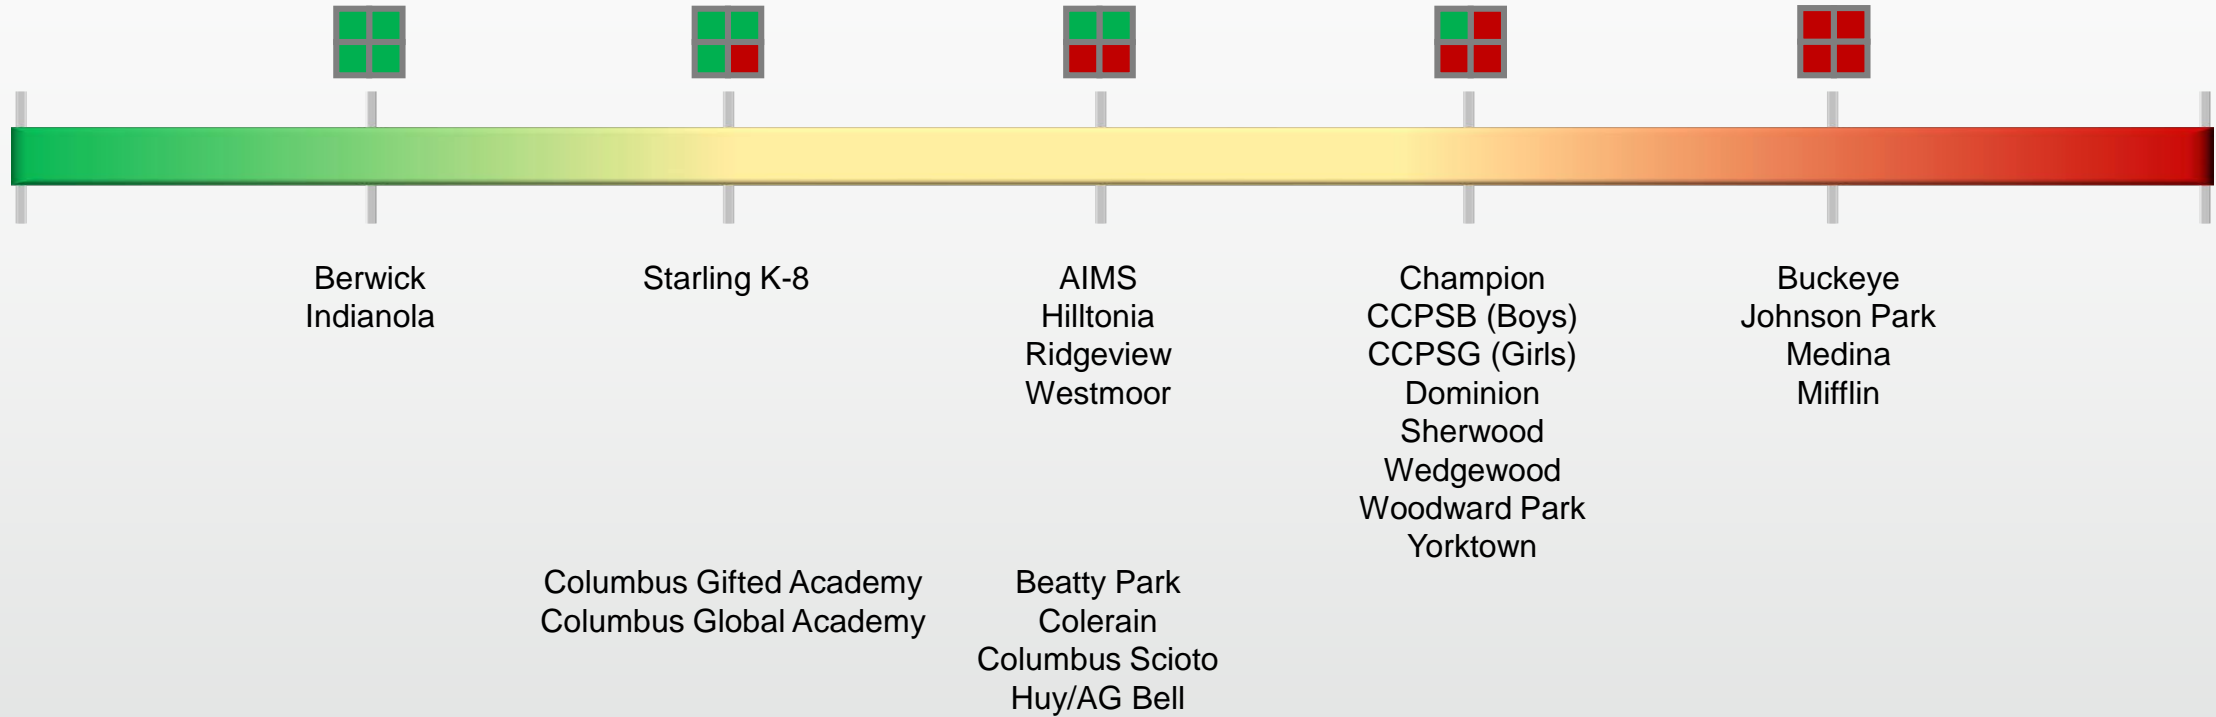 Berwick
Indianola
Starling K-8
AIMS
Hilltonia
Ridgeview
Westmoor
Champion
CCPSB (Boys)
CCPSG (Girls)
Dominion
Sherwood
Wedgewood
Woodward Park
Yorktown
Buckeye
Johnson Park
Medina
Mifflin
Columbus Gifted Academy
Columbus Global Academy
Beatty Park
Colerain
Columbus Scioto
Huy/AG Bell